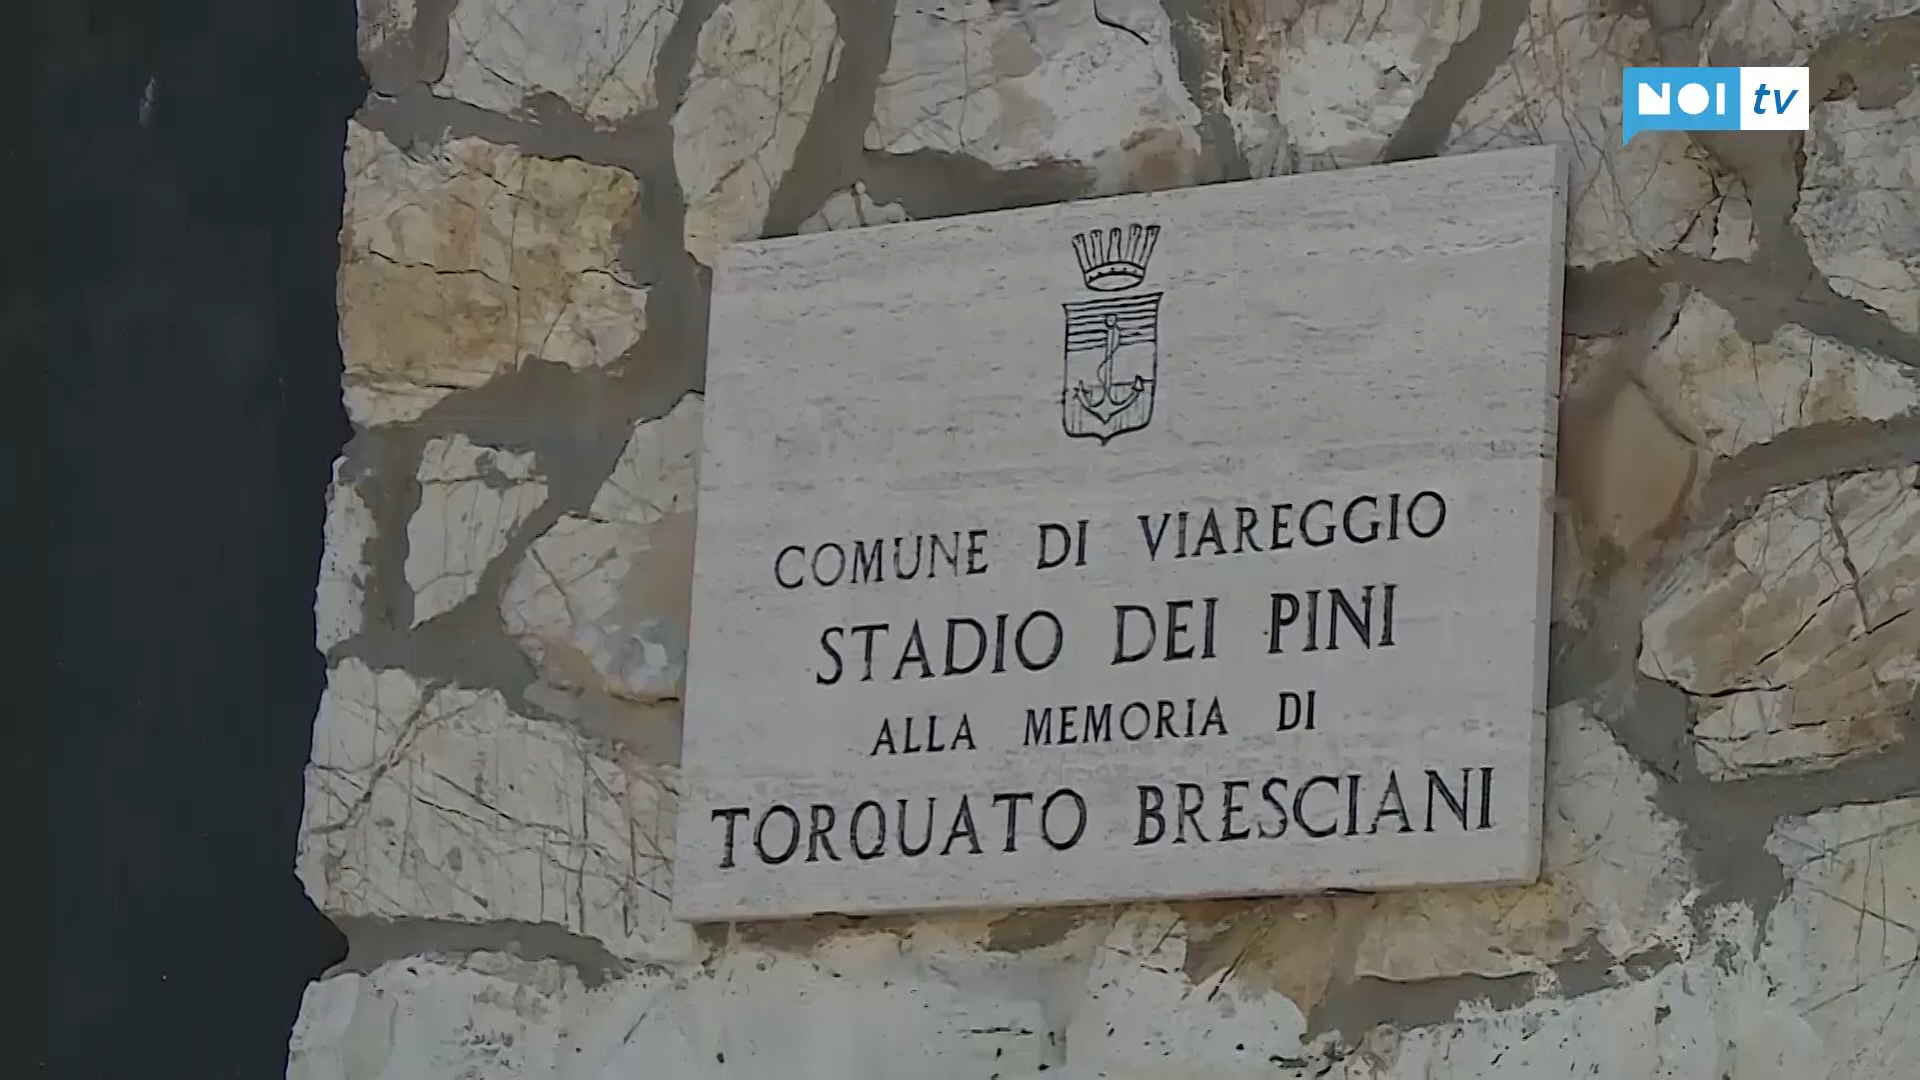 NOI tv
COMUNE DI VIAREGGIO
STADIO DEI PINI
ALLA MEMORIA DI
TORQUATO BRESCIANI